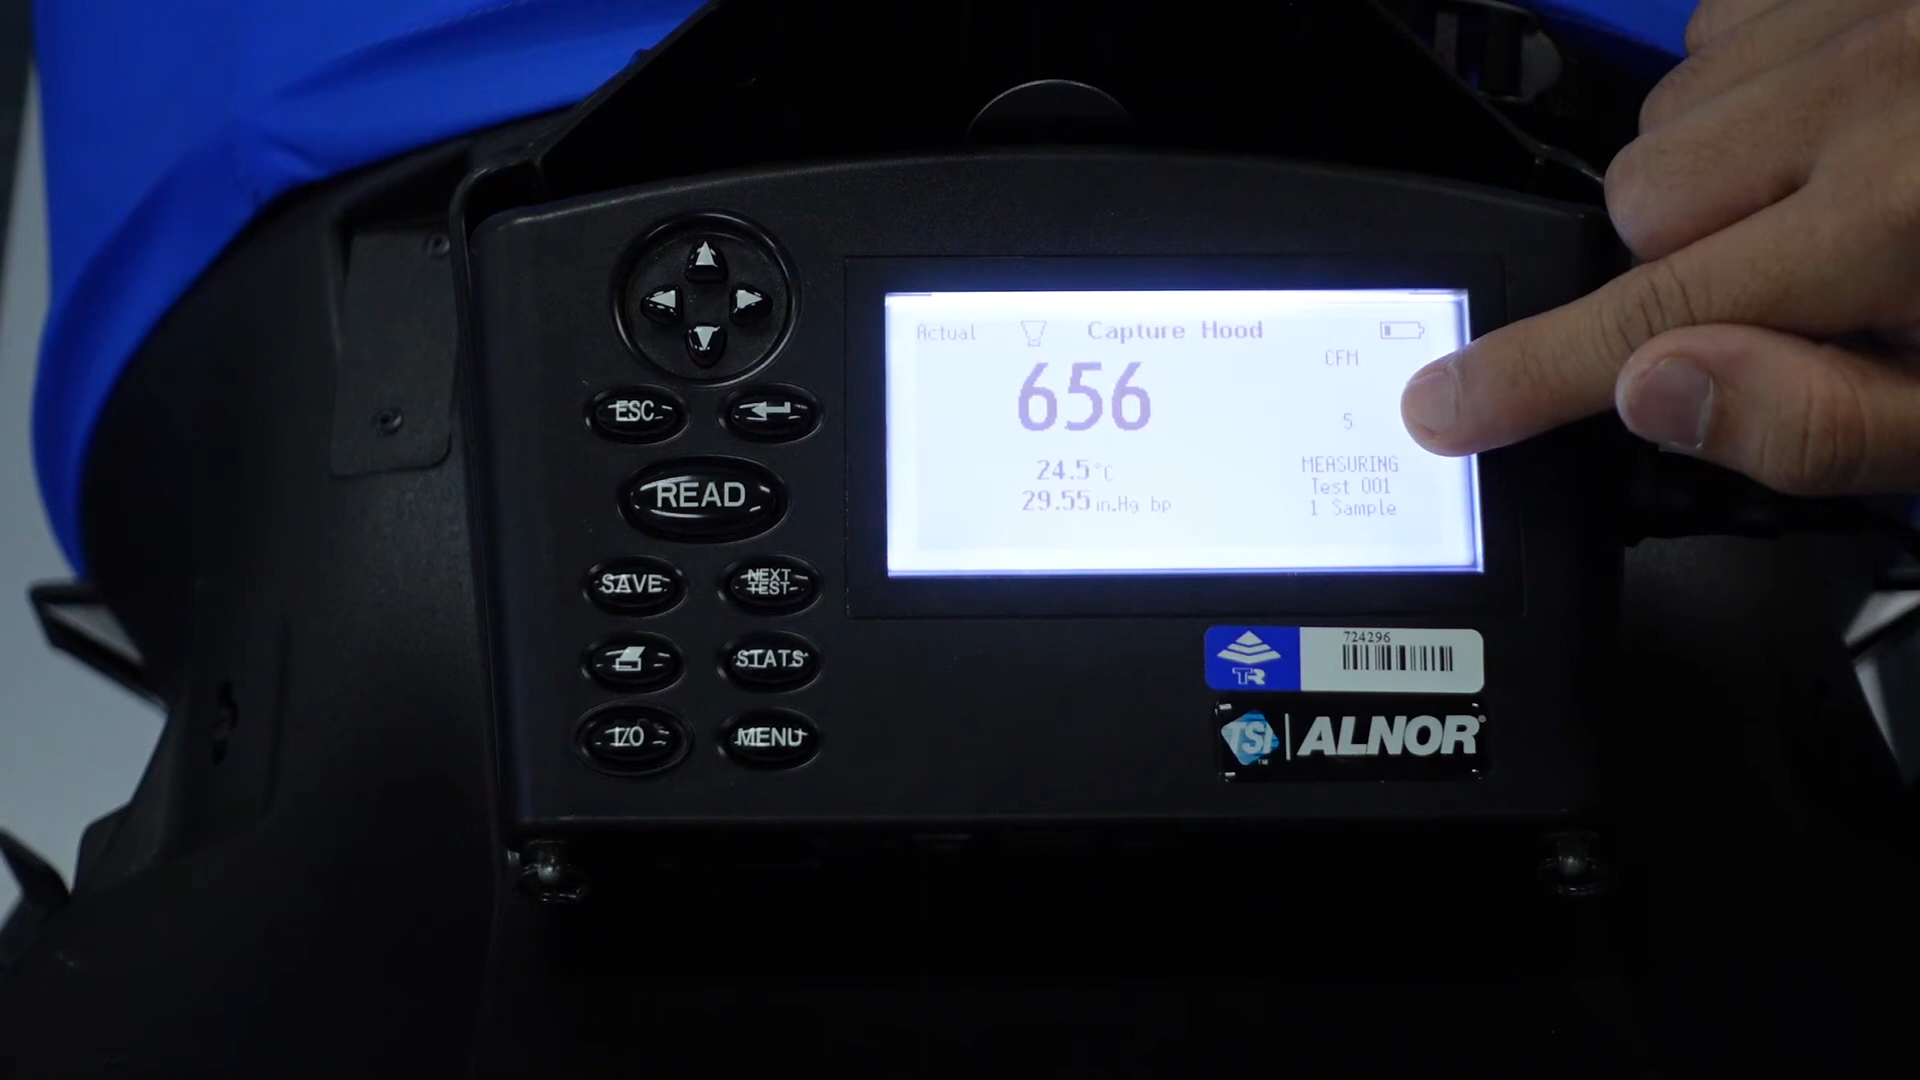 Actual Capture Hood
CFM
656
5
24.5°C
29.55 in.Hg bp
MEASURING
Test 001
1 Sample
ESC
READ
SAVE
NEXT TEST
STATS
I/O
MENU
724296
TR
TSI ALNOR®